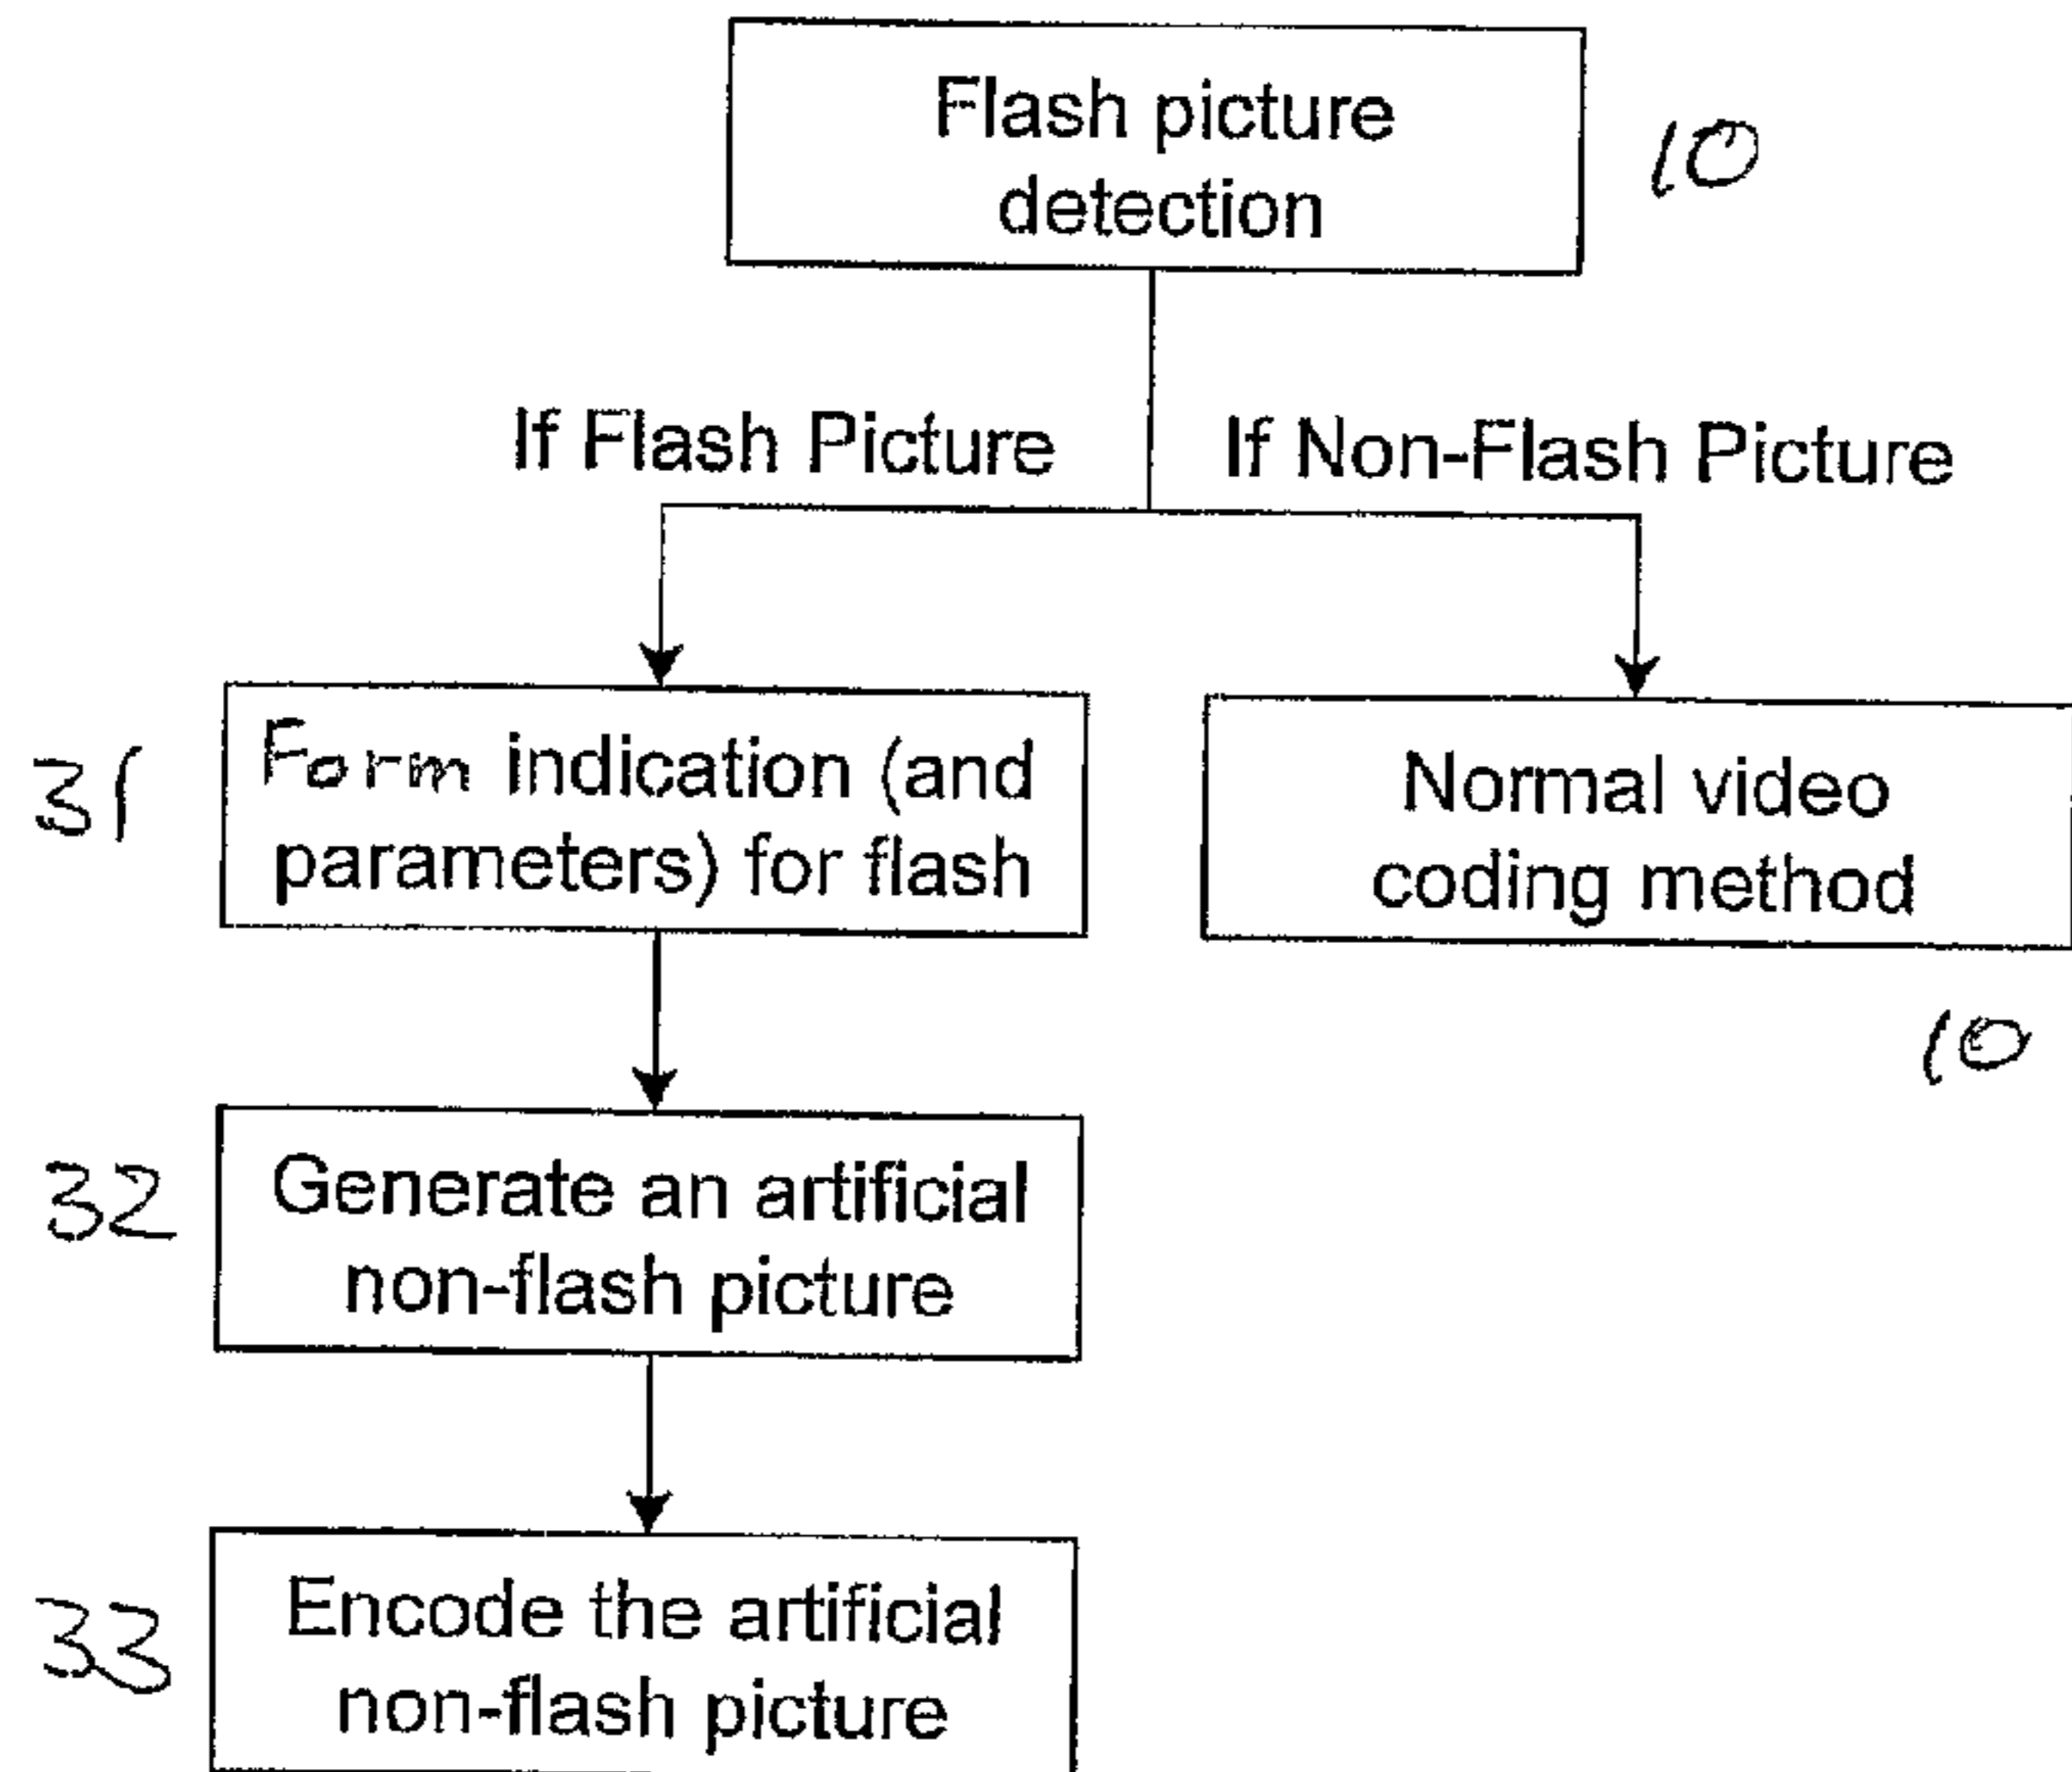 Flash picture
detection
10
If Flash Picture
If Non-Flash Picture
31
Form indication (and
parameters) for flash
Normal video
coding method
10
32
Generate an artificial
non-flash picture
33
Encode the artificial
non-flash picture